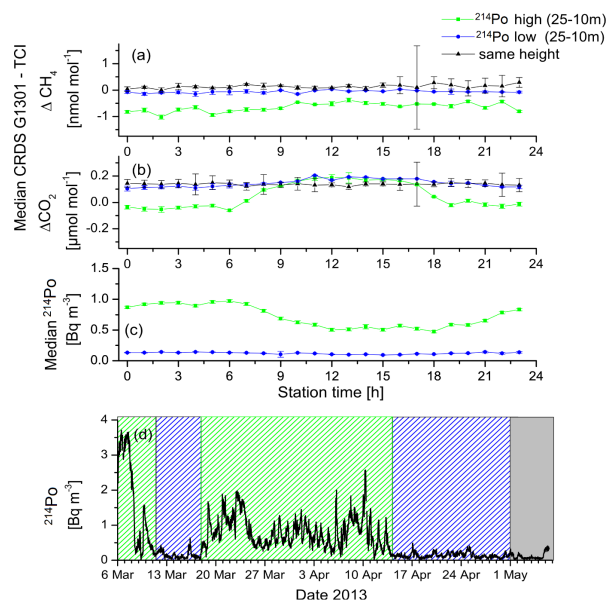 ²¹⁴Po high (25-10m)
²¹⁴Po low (25-10m)
same height
Median CRDS G1301 - TCI
Δ CH₄
[nmol mol⁻¹]
(a)
1
0
-1
0 3 6 9 12 15 18 21 24
ΔCO₂
[µmol mol⁻¹]
(b)
0.2
0.0
-0.2
0 3 6 9 12 15 18 21 24
Median ²¹⁴Po
[Bq m⁻³]
(c)
1.5
1.0
0.5
0.0
0 3 6 9 12 15 18 21 24
Station time [h]
²¹⁴Po
[Bq m⁻³]
(d)
4
3
2
1
0
6 Mar 13 Mar 20 Mar 27 Mar 3 Apr 10 Apr 17 Apr 24 Apr 1 May
Date 2013